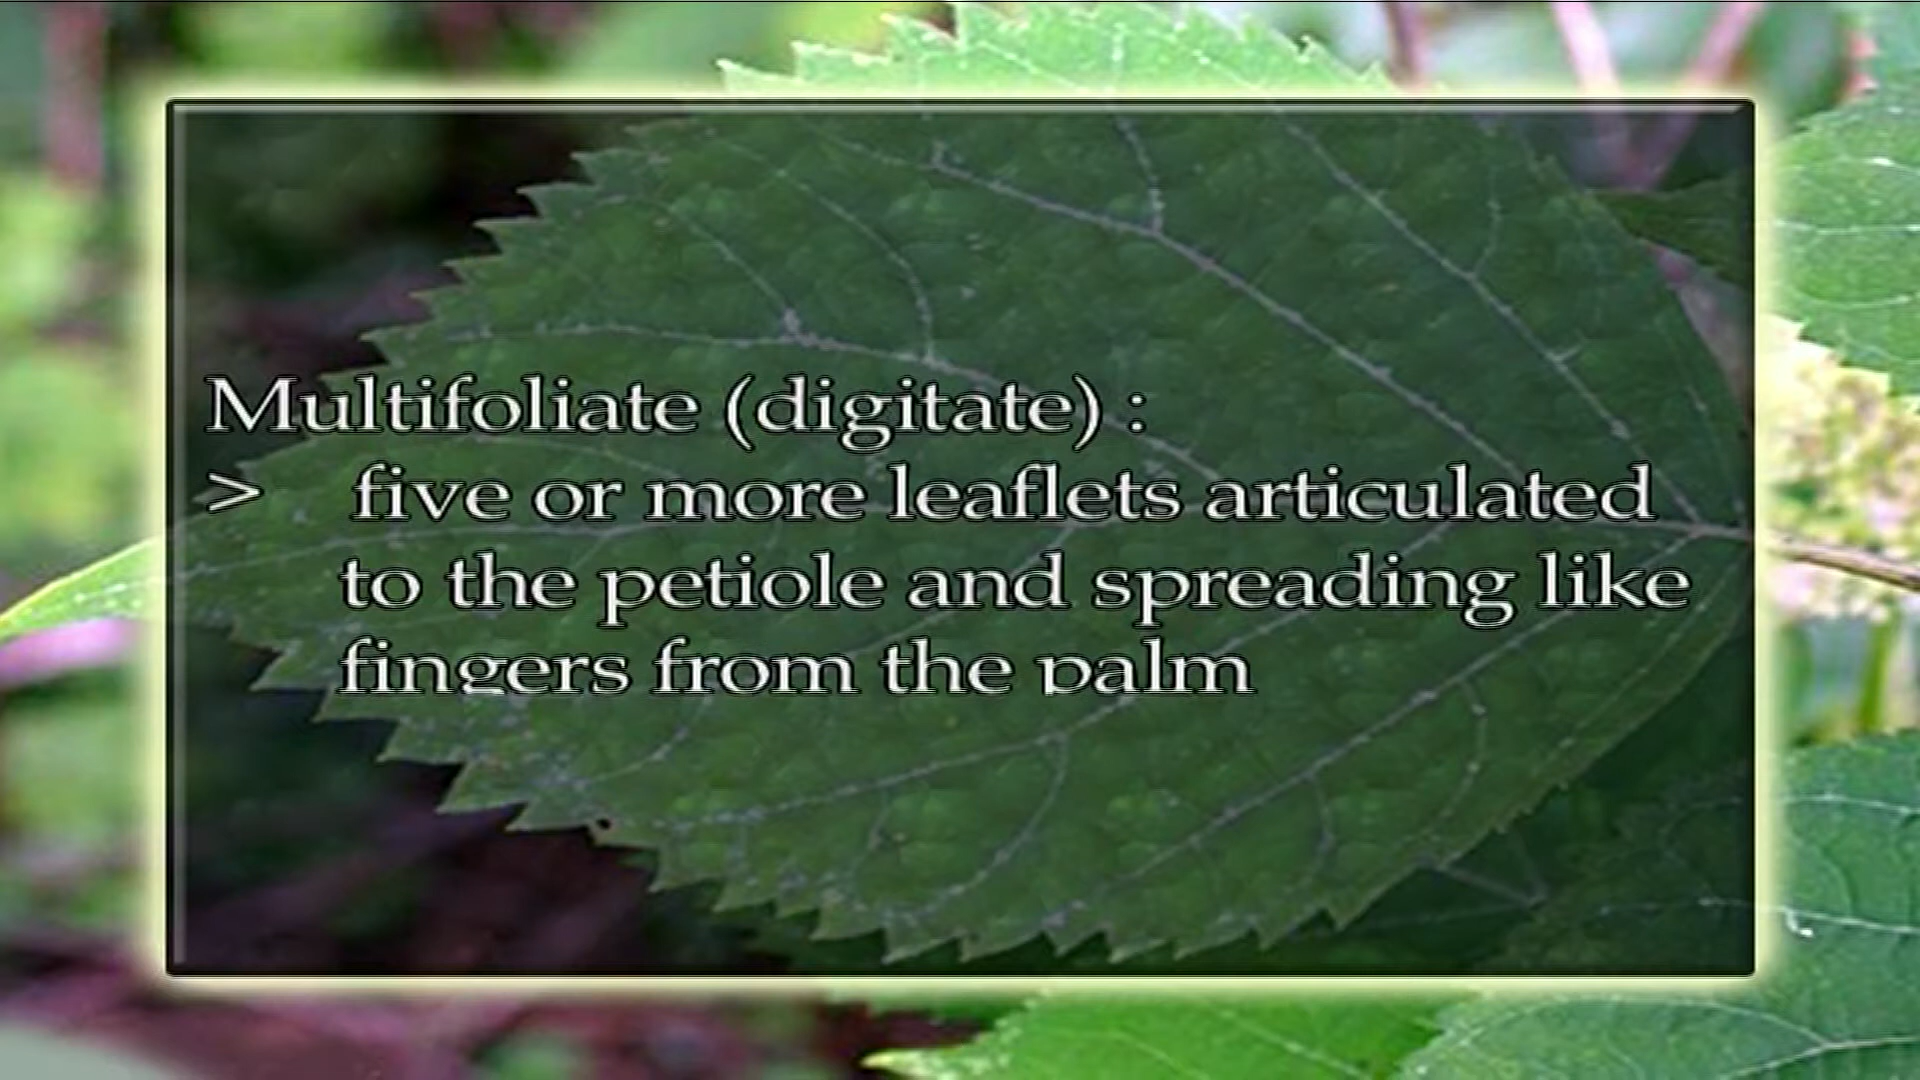 Multifoliate (digitate) :
> five or more leaflets articulated
to the petiole and spreading like
fingers from the palm